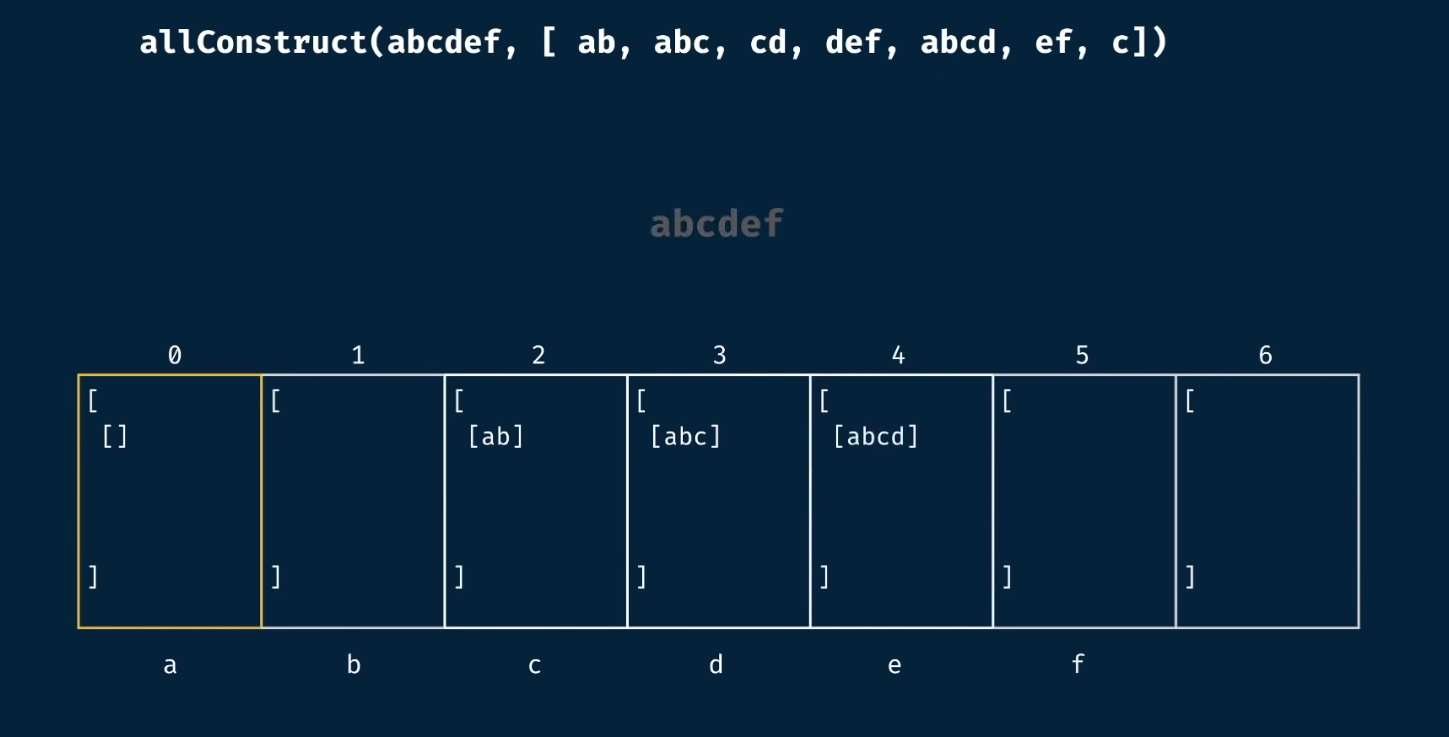 allConstruct(abcdef, [ ab, abc, cd, def, abcd, ef, c])
abcdef
0 1 2 3 4 5 6
[ [ [ [ [ [ [
[] [ab] [abc] [abcd]
] ] ] ] ] ] ]
a b c d e f